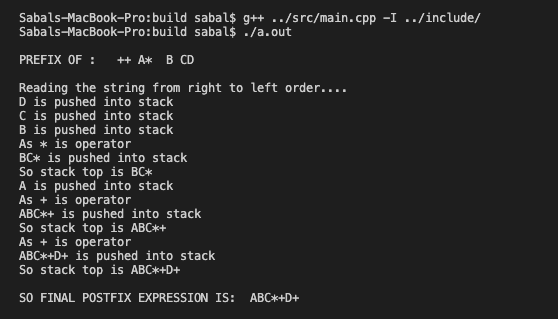 Sabals-MacBook-Pro:build sabal$ g++ ../src/main.cpp -I ../include/
Sabals-MacBook-Pro:build sabal$ ./a.out
PREFIX OF :   ++ A*  B CD
Reading the string from right to left order....
D is pushed into stack
C is pushed into stack
B is pushed into stack
As * is operator
BC* is pushed into stack
So stack top is BC*
A is pushed into stack
As + is operator
ABC*+ is pushed into stack
So stack top is ABC*+
As + is operator
ABC*+D+ is pushed into stack
So stack top is ABC*+D+
SO FINAL POSTFIX EXPRESSION IS:  ABC*+D+